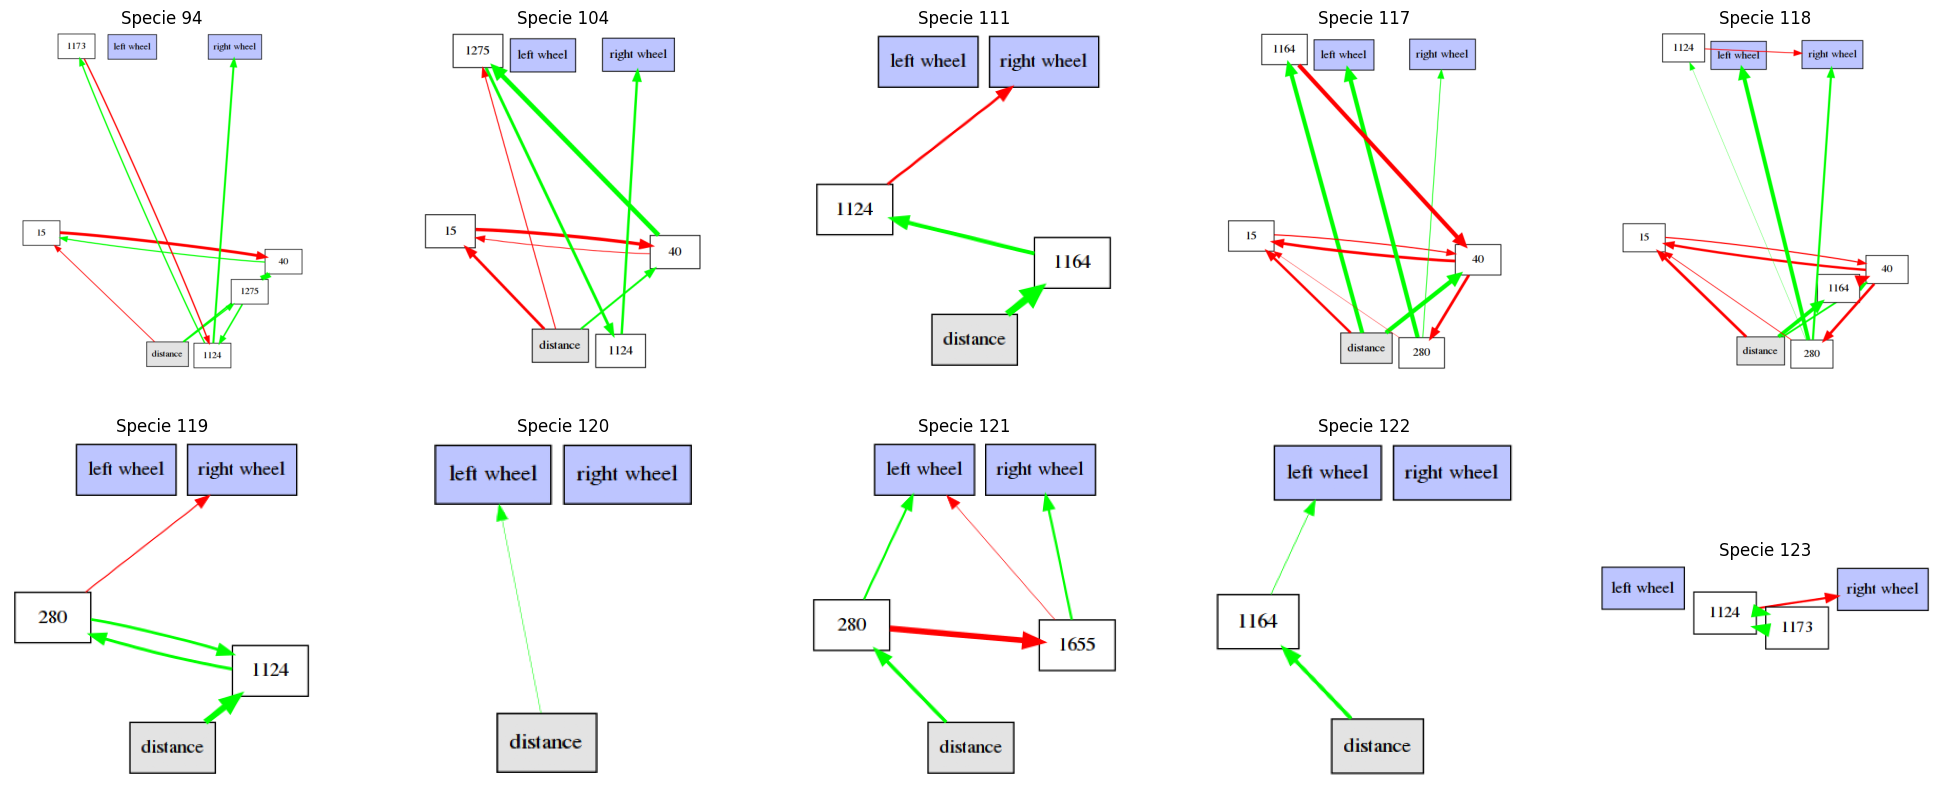 Specie 94
1173
left wheel
right wheel
15
40
1275
distance
1124
Specie 104
1275
left wheel
right wheel
15
40
distance
1124
Specie 111
left wheel
right wheel
1124
1164
distance
Specie 117
1164
left wheel
right wheel
15
40
distance
280
Specie 118
1124
left wheel
right wheel
15
40
1164
distance
280
Specie 119
left wheel
right wheel
280
1124
distance
Specie 120
left wheel
right wheel
distance
Specie 121
left wheel
right wheel
280
1655
distance
Specie 122
left wheel
right wheel
1164
distance
Specie 123
left wheel
right wheel
1124
1173